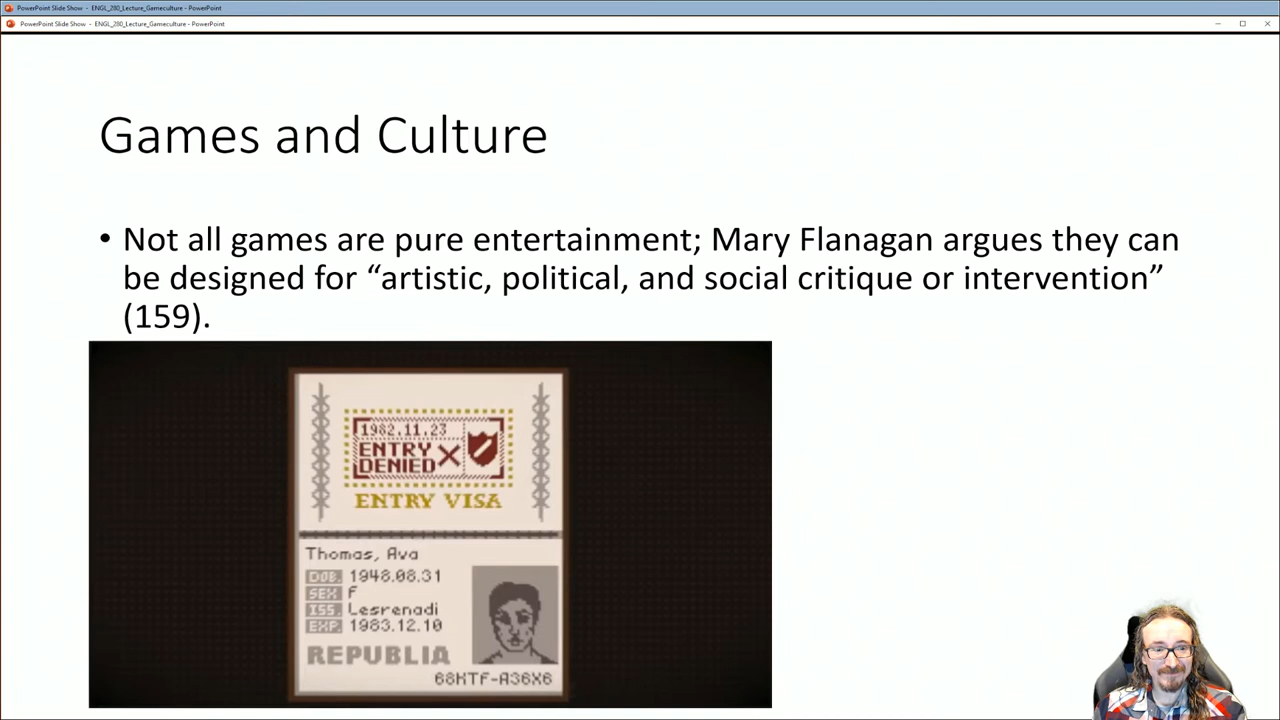 PowerPoint Slide Show - ENGL_280_Lecture_Gameculture - PowerPoint
PowerPoint Slide Show - ENGL_280_Lecture_Gameculture - PowerPoint
Games and Culture
• Not all games are pure entertainment; Mary Flanagan argues they can
be designed for “artistic, political, and social critique or intervention”
(159).
1982.11.23
ENTRY
DENIED
ENTRY VISA
Thomas, Ava
DOB. 1948.08.31
SEX F
ISS. Lesrenadi
EXP. 1983.12.10
REPUBLIA
68KTF-A36X6